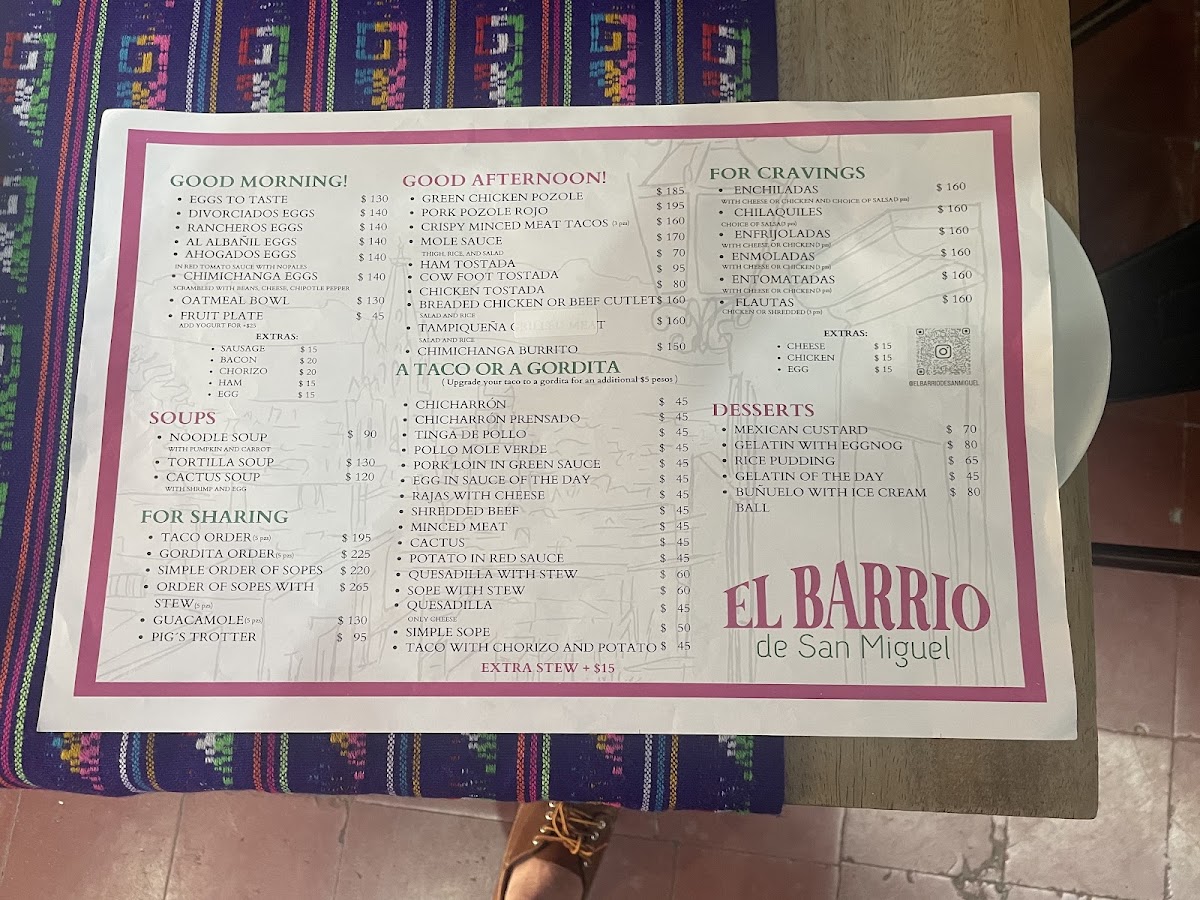 GOOD MORNING!
• EGGS TO TASTE $ 130
• DIVORCIADOS EGGS $ 140
• RANCHEROS EGGS $ 140
• AL ALBAÑIL EGGS $ 140
• AHOGADOS EGGS $ 140
IN RED TOMATO SAUCE WITH NOPALES
• CHIMICHANGA EGGS $ 140
SCRAMBLED WITH BEANS, CHEESE, CHIPOTLE PEPPER
• OATMEAL BOWL $ 130
• FRUIT PLATE $ 45
ADD YOGURT FOR +$25
EXTRAS:
• SAUSAGE $ 15
• BACON $ 20
• CHORIZO $ 20
• HAM $ 15
• EGG $ 15
SOUPS
• NOODLE SOUP $ 90
WITH PUMPKIN AND CARROT
• TORTILLA SOUP $ 130
• CACTUS SOUP $ 120
WITH SHRIMP AND EGG
FOR SHARING
• TACO ORDER (5 pzs) $ 195
• GORDITA ORDER (5 pzs) $ 225
• SIMPLE ORDER OF SOPES $ 220
• ORDER OF SOPES WITH $ 265
STEW (5 pzs)
• GUACAMOLE (5 pzs) $ 130
• PIG´S TROTTER $ 95
GOOD AFTERNOON!
• GREEN CHICKEN POZOLE $ 185
• PORK POZOLE ROJO $ 195
• CRISPY MINCED MEAT TACOS (3 pzs) $ 160
• MOLE SAUCE $ 170
THIGH, RICE, AND SALAD
• HAM TOSTADA $ 70
• COW FOOT TOSTADA $ 95
• CHICKEN TOSTADA $ 80
• BREADED CHICKEN OR BEEF CUTLETS $ 160
SALAD AND RICE
• TAMPIQUEÑA GRILLED MEAT $ 160
SALAD AND RICE
• CHIMICHANGA BURRITO $ 150
A TACO OR A GORDITA
( Upgrade your taco to a gordita for an additional $5 pesos )
• CHICHARRÓN $ 45
• CHICHARRÓN PRENSADO $ 45
• TINGA DE POLLO $ 45
• POLLO MOLE VERDE $ 45
• PORK LOIN IN GREEN SAUCE $ 45
• EGG IN SAUCE OF THE DAY $ 45
• RAJAS WITH CHEESE $ 45
• SHREDDED BEEF $ 45
• MINCED MEAT $ 45
• CACTUS $ 45
• POTATO IN RED SAUCE $ 45
• QUESADILLA WITH STEW $ 60
• SOPE WITH STEW $ 60
• QUESADILLA $ 45
ONLY CHEESE
• SIMPLE SOPE $ 50
• TACO WITH CHORIZO AND POTATO $ 45
EXTRA STEW + $15
FOR CRAVINGS
• ENCHILADAS $ 160
WITH CHEESE OR CHICKEN AND CHOICE OF SALSA
• CHILAQUILES $ 160
CHOICE OF SALSA
• ENFRIJOLADAS $ 160
WITH CHEESE OR CHICKEN
• ENMOLADAS $ 160
WITH CHEESE OR CHICKEN
• ENTOMATADAS $ 160
WITH CHEESE OR CHICKEN
• FLAUTAS $ 160
CHICKEN OR SHREDDED
EXTRAS:
• CHEESE $ 15
• CHICKEN $ 15
• EGG $ 15
@ELBARRIODESANMIGUEL
DESSERTS
• MEXICAN CUSTARD $ 70
• GELATIN WITH EGGNOG $ 80
• RICE PUDDING $ 65
• GELATIN OF THE DAY $ 45
• BUÑUELO WITH ICE CREAM $ 80
BALL
EL BARRIO
de San Miguel